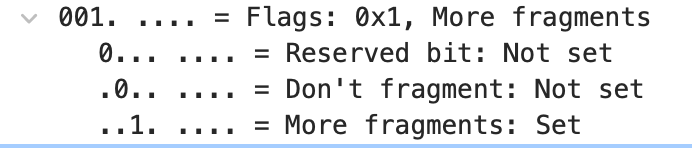 001. .... = Flags: 0x1, More fragments
0... .... = Reserved bit: Not set
.0.. .... = Don't fragment: Not set
..1. .... = More fragments: Set